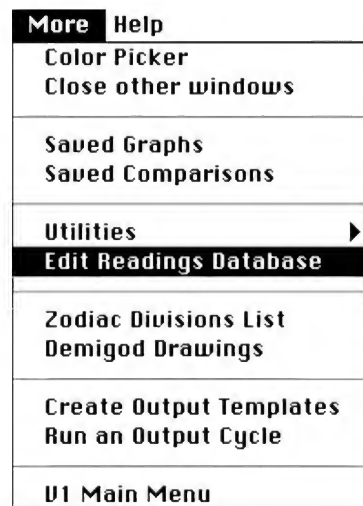 More Help
Color Picker
Close other windows
Saved Graphs
Saved Comparisons
Utilities
Edit Readings Database
Zodiac Divisions List
Demigod Drawings
Create Output Templates
Run an Output Cycle
V1 Main Menu